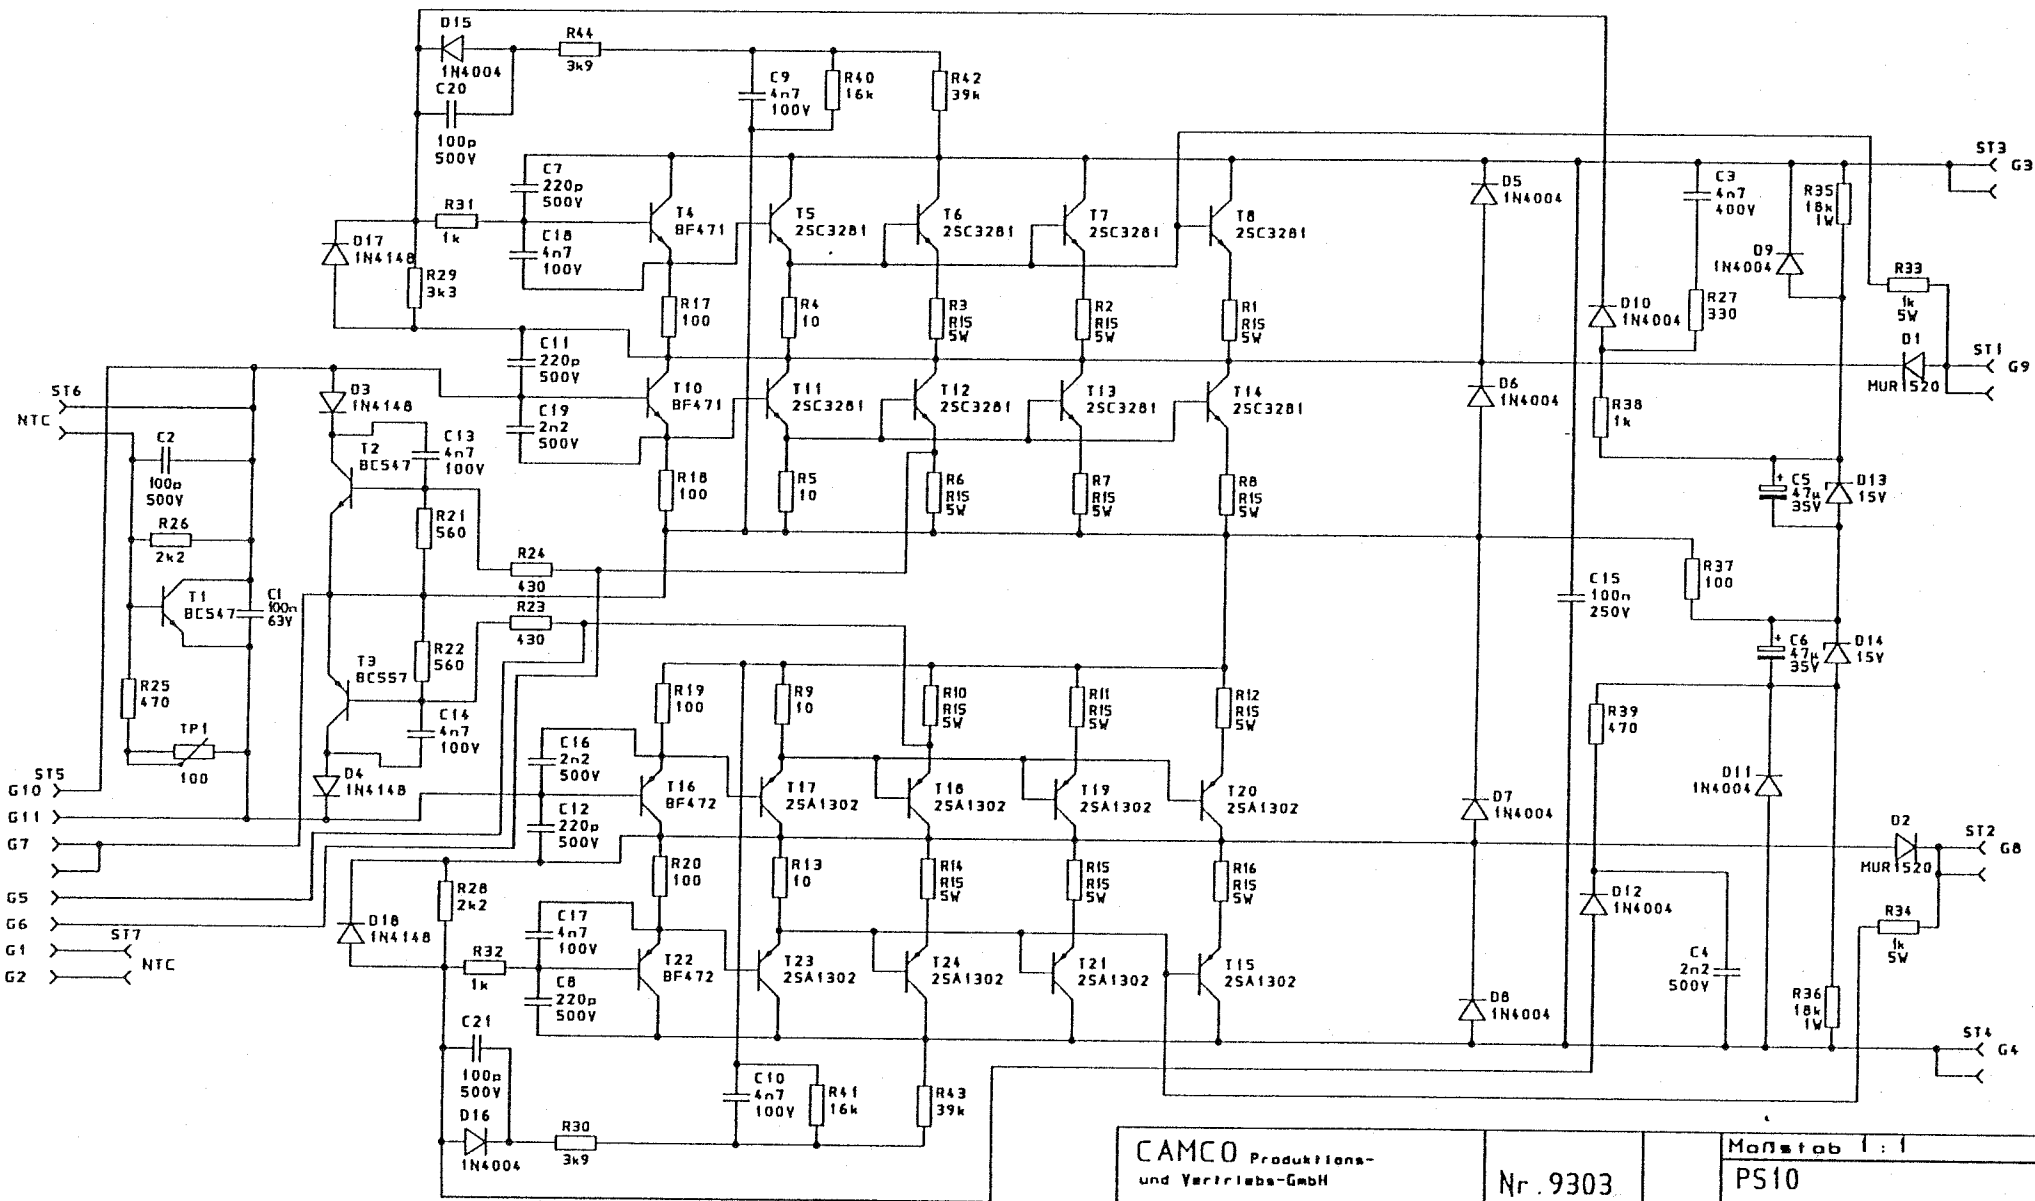 D15
1N4004
R44
3k9
C20
100p
500V
C9
4n7
100V
R40
16k
R42
39k
C7
220p
500V
R31
1k
C18
4n7
100V
D17
1N4148
R29
3k3
T4
BF471
T5
2SC3281
T6
2SC3281
T7
2SC3281
T8
2SC3281
R17
100
R4
10
R3
R15
5W
R2
R15
5W
R1
R15
5W
D5
1N4004
C3
4n7
400V
R35
18k
1W
D9
1N4004
ST3
G3
R33
1k
5W
D10
1N4004
R27
330
D1
MUR1520
ST1
G9
C11
220p
500V
C19
2n2
500V
T10
BF471
T11
2SC3281
T12
2SC3281
T13
2SC3281
T14
2SC3281
D6
1N4004
R38
1k
ST6
NTC
D3
1N4148
C2
100p
500V
T2
BC547
C13
4n7
100V
R18
100
R5
10
R6
R15
5W
R7
R15
5W
R8
R15
5W
C5
+
47µ
35V
D13
15V
R26
2k2
R21
560
R24
430
R37
100
T1
BC547
C1
100n
63V
R23
430
C15
100n
250V
C6
+
47µ
35V
D14
15V
R22
560
T3
BC557
R25
470
TP1
100
C14
4n7
100V
R19
100
R9
10
R10
R15
5W
R11
R15
5W
R12
R15
5W
R39
470
C16
2n2
500V
C12
220p
500V
T16
BF472
T17
2SA1302
T18
2SA1302
T19
2SA1302
T20
2SA1302
D7
1N4004
D11
1N4004
D4
1N4148
ST5
G10
G11
G7
G5
G6
G1
G2
ST7
NTC
R20
100
R13
10
R14
R15
5W
R15
R15
5W
R16
R15
5W
D2
MUR1520
ST2
G8
R28
2k2
D18
1N4148
C17
4n7
100V
R32
1k
C8
220p
500V
T22
BF472
T23
2SA1302
T24
2SA1302
T21
2SA1302
T15
2SA1302
D8
1N4004
D12
1N4004
C4
2n2
500V
R34
1k
5W
R36
18k
1W
ST4
G4
C21
100p
500V
D16
1N4004
R30
3k9
C10
4n7
100V
R41
16k
R43
39k
CAMCO Produktions-
und Vertriebs-GmbH
Nr.9303
Maßstab 1 : 1
PS10